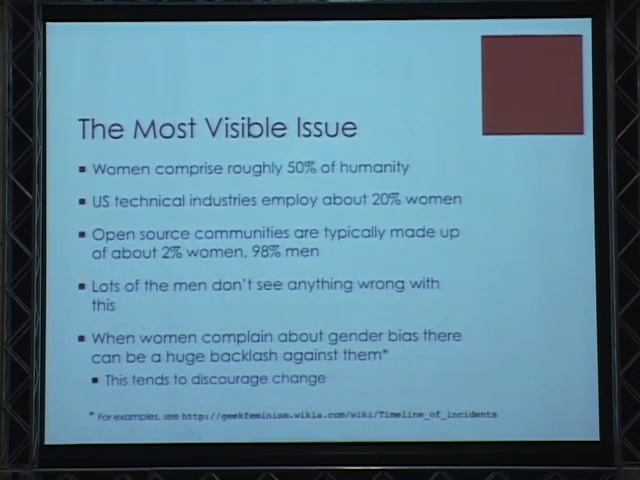 The Most Visible Issue
▪ Women comprise roughly 50% of humanity
▪ US technical industries employ about 20% women
▪ Open source communities are typically made up
of about 2% women, 98% men
▪ Lots of the men don't see anything wrong with
this
▪ When women complain about gender bias there
can be a huge backlash against them*
▪ This tends to discourage change
* For examples, see http://geekfeminism.wikia.com/wiki/Timeline_of_incidents